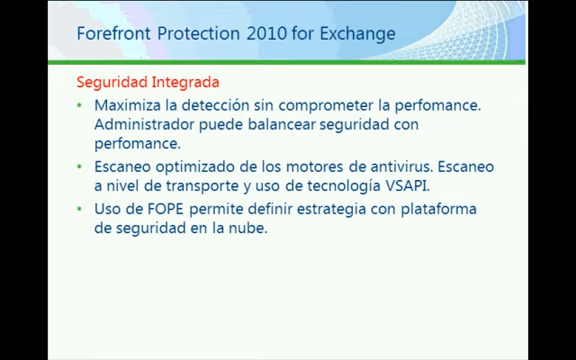 Forefront Protection 2010 for Exchange
Seguridad Integrada
• Maximiza la detección sin comprometer la perfomance.
Administrador puede balancear seguridad con
perfomance.
• Escaneo optimizado de los motores de antivirus. Escaneo
a nivel de transporte y uso de tecnología VSAPI.
• Uso de FOPE permite definir estrategia con plataforma
de seguridad en la nube.